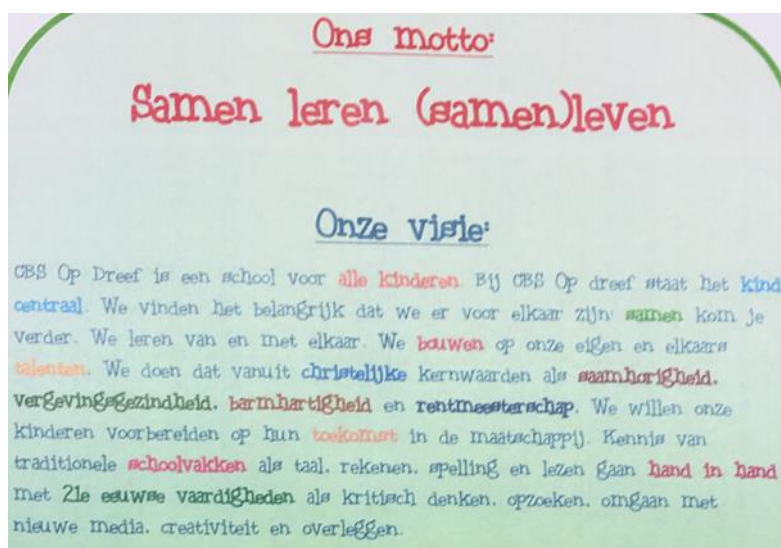 Ons motto:
Samen leren (samen)leven
Onze visie:
CBS Op Dreef is een school voor alle kinderen. Bij CBS Op dreef staat het kind
centraal. We vinden het belangrijk dat we er voor elkaar zijn: samen kom je
verder. We leren van en met elkaar. We bouwen op onze eigen en elkaars
talenten. We doen dat vanuit christelijke kernwaarden als saamhorigheid,
vergevingsgezindheid, barmhartigheid en rentmeesterschap. We willen onze
kinderen voorbereiden op hun toekomst in de maatschappij. Kennis van
traditionele schoolvakken als taal, rekenen, spelling en lezen gaan hand in hand
met 21e eeuwse vaardigheden als kritisch denken, opzoeken, omgaan met
nieuwe media, creativiteit en overleggen.